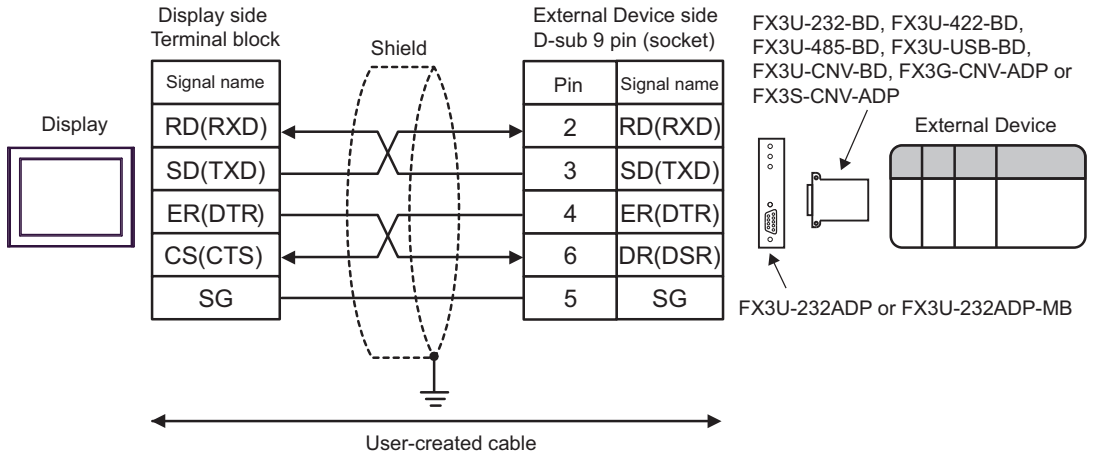 Display side
Terminal block
Shield
External Device side
D-sub 9 pin (socket)
FX3U-232-BD, FX3U-422-BD,
FX3U-485-BD, FX3U-USB-BD,
FX3U-CNV-BD, FX3G-CNV-ADP or
FX3S-CNV-ADP
Display
Signal name
RD(RXD)
SD(TXD)
ER(DTR)
CS(CTS)
SG
Pin Signal name
2 RD(RXD)
3 SD(TXD)
4 ER(DTR)
6 DR(DSR)
5 SG
External Device
FX3U-232ADP or FX3U-232ADP-MB
User-created cable